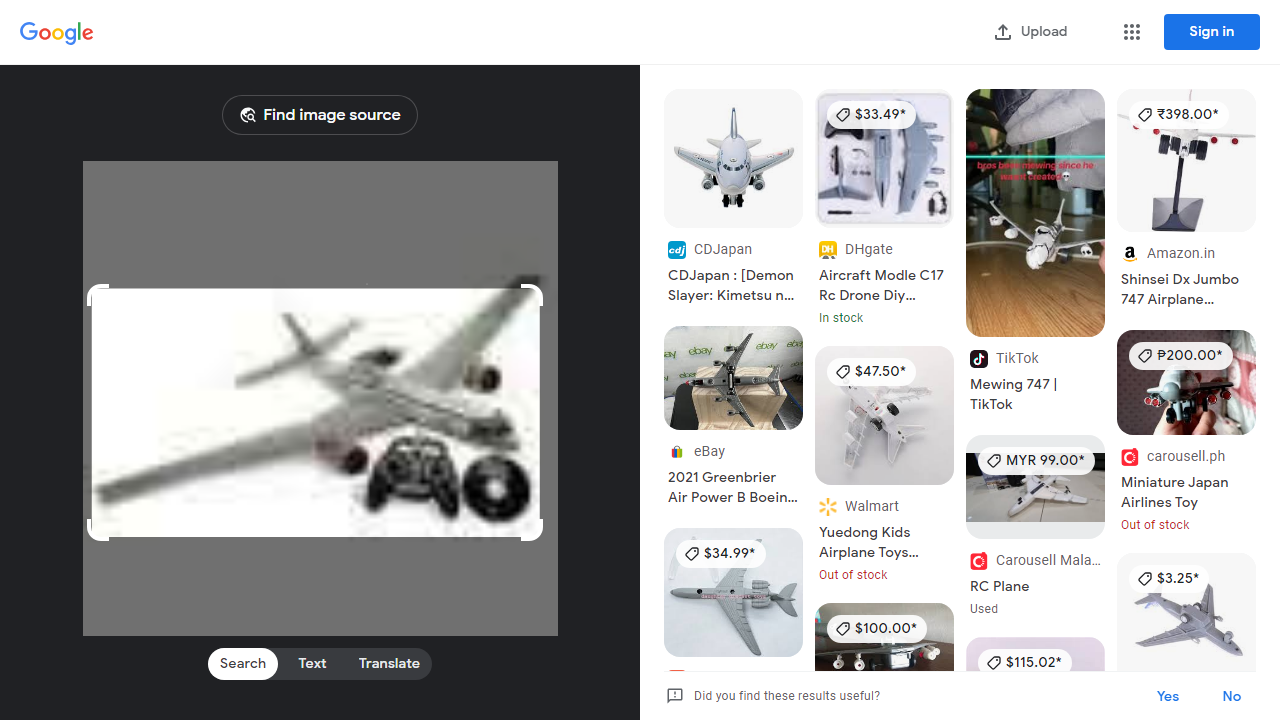 Google
Upload
Sign in
Find image source
Search
Text
Translate
CDJapan
CDJapan : [Demon
Slayer: Kimetsu n...
ebay
ebay
eBay
2021 Greenbrier
Air Power B Boein...
$34.99*
$33.49*
DHgate
Aircraft Modle C17
Rc Drone Diy...
In stock
$47.50*
Walmart
Yuedong Kids
Airplane Toys...
Out of stock
$100.00*
bros been mewing since he
wasnt created
TikTok
Mewing 747 |
TikTok
MYR 99.00*
Carousell Mala...
RC Plane
Used
$115.02*
₹398.00*
Amazon.in
Shinsei Dx Jumbo
747 Airplane...
₱200.00*
carousell.ph
Miniature Japan
Airlines Toy
Out of stock
$3.25*
Did you find these results useful?
Yes
No